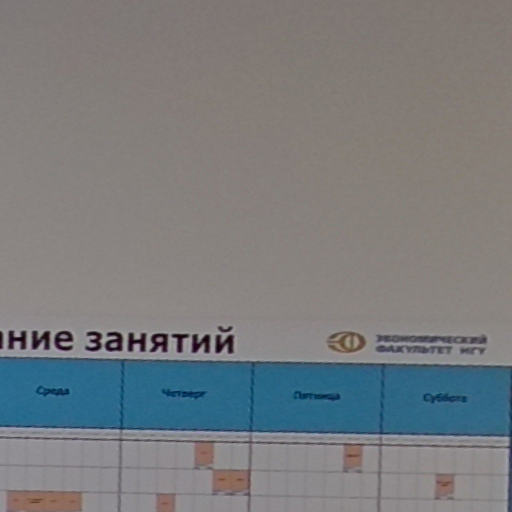 ание занятий
ЭКОНОМИЧЕСКИЙ
ФАКУЛЬТЕТ НГУ
Среда Четверг Пятница Суббота